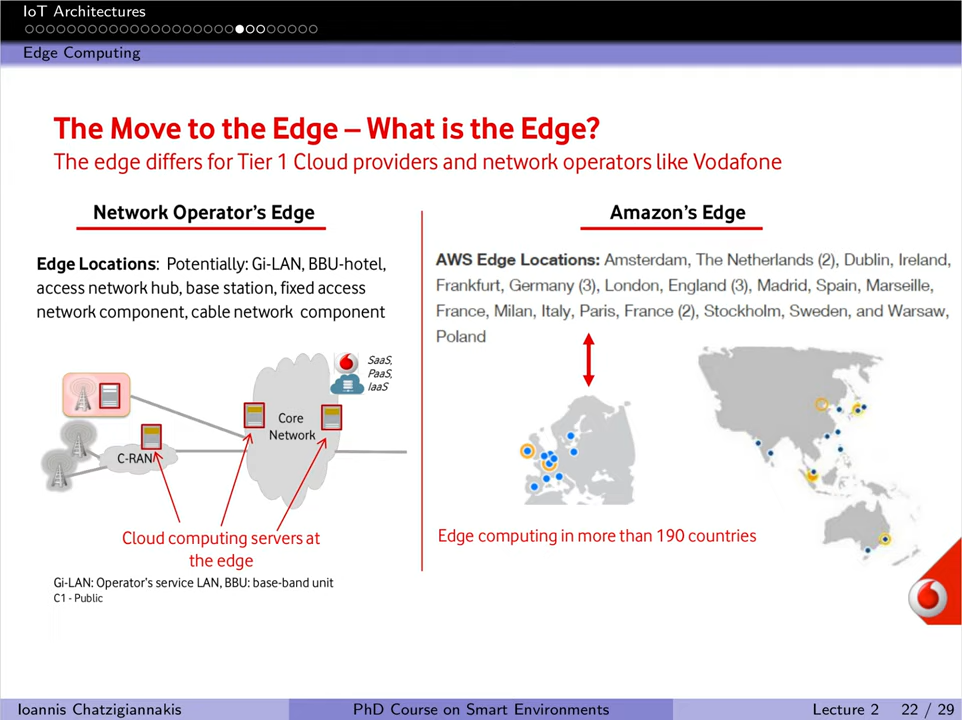 IoT Architectures
Edge Computing
The Move to the Edge – What is the Edge?
The edge differs for Tier 1 Cloud providers and network operators like Vodafone
Network Operator's Edge
Edge Locations: Potentially: Gi-LAN, BBU-hotel,
access network hub, base station, fixed access
network component, cable network component
SaaS,
PaaS,
IaaS
Core
Network
C-RAN
Cloud computing servers at
the edge
Gi-LAN: Operator's service LAN, BBU: base-band unit
C1 - Public
Amazon's Edge
AWS Edge Locations: Amsterdam, The Netherlands (2), Dublin, Ireland,
Frankfurt, Germany (3), London, England (3), Madrid, Spain, Marseille,
France, Milan, Italy, Paris, France (2), Stockholm, Sweden, and Warsaw,
Poland
Edge computing in more than 190 countries
Ioannis Chatzigiannakis
PhD Course on Smart Environments
Lecture 2 22 / 29